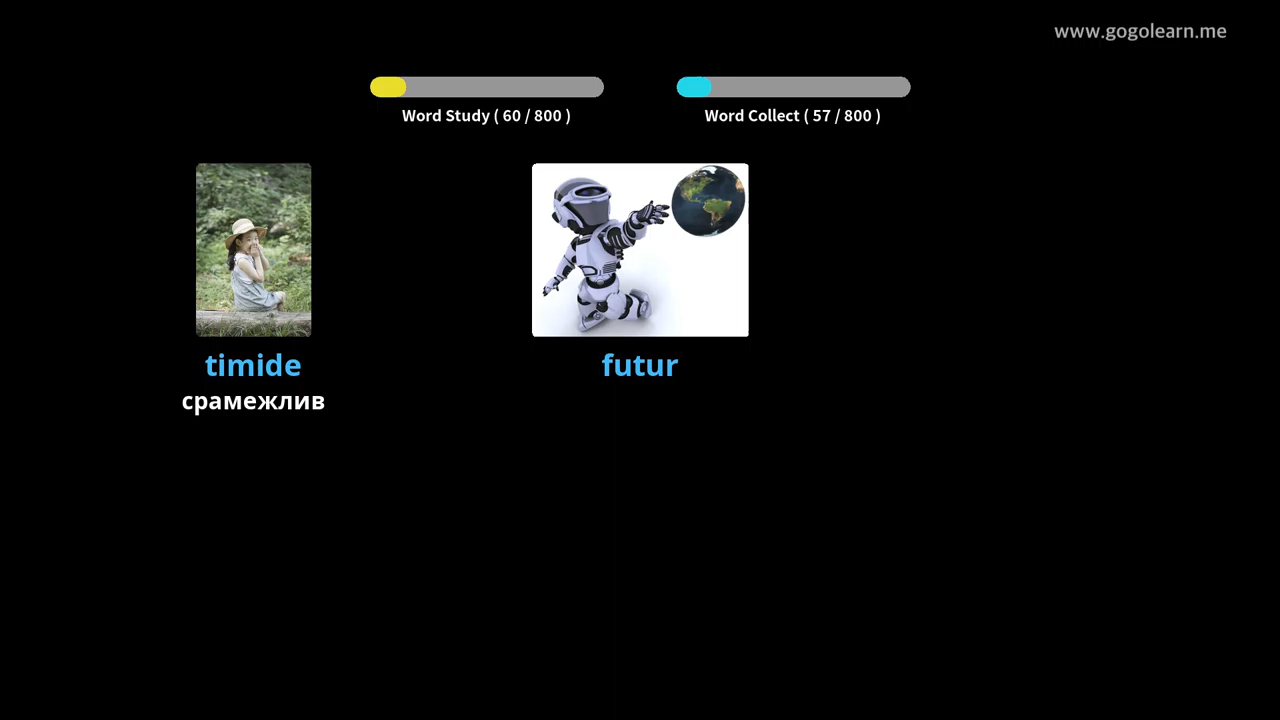 www.gogolearn.me
Word Study ( 60 / 800 )
Word Collect ( 57 / 800 )
timide
срамежлив
futur